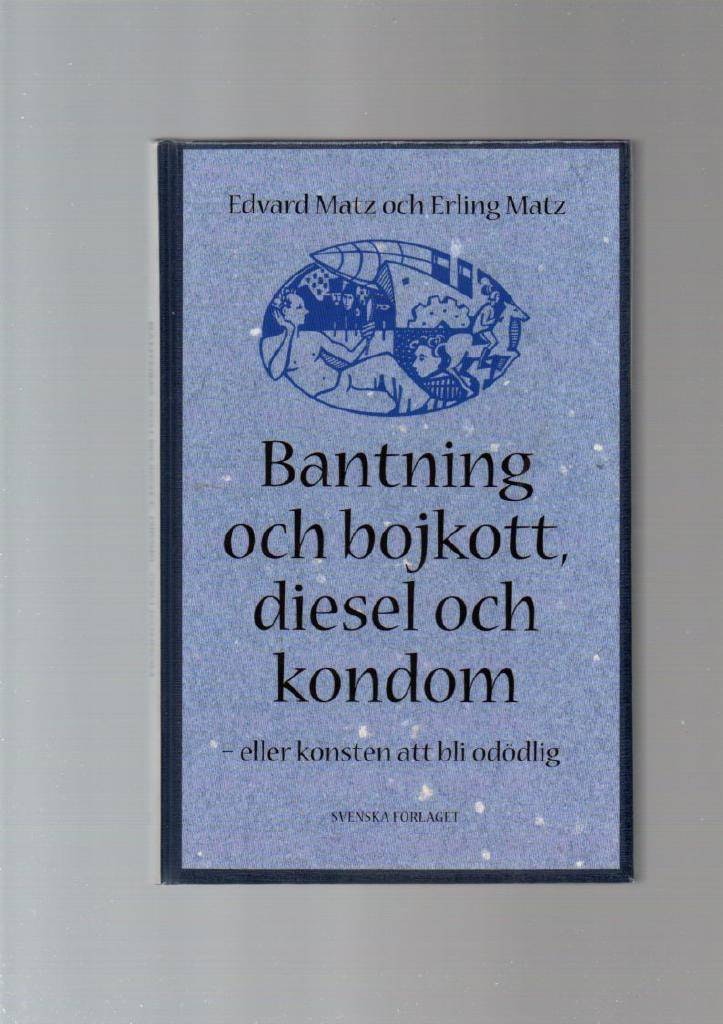 Edvard Matz och Erling Matz
Bantning
och bojkott,
diesel och
kondom
– eller konsten att bli odödlig
SVENSKA FÖRLAGET